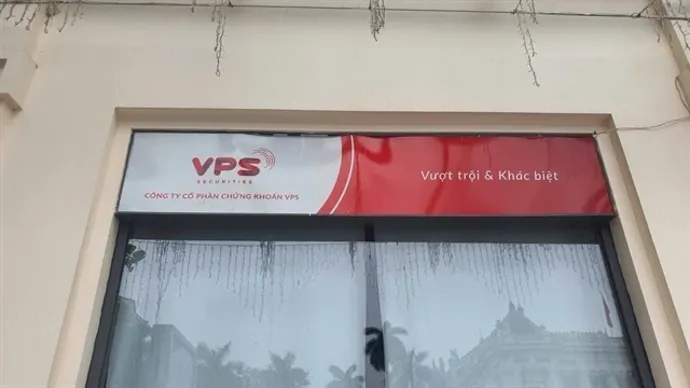 VPS
SECURITIES
CÔNG TY CỔ PHẦN CHỨNG KHOÁN VPS
Vượt trội & Khác biệt